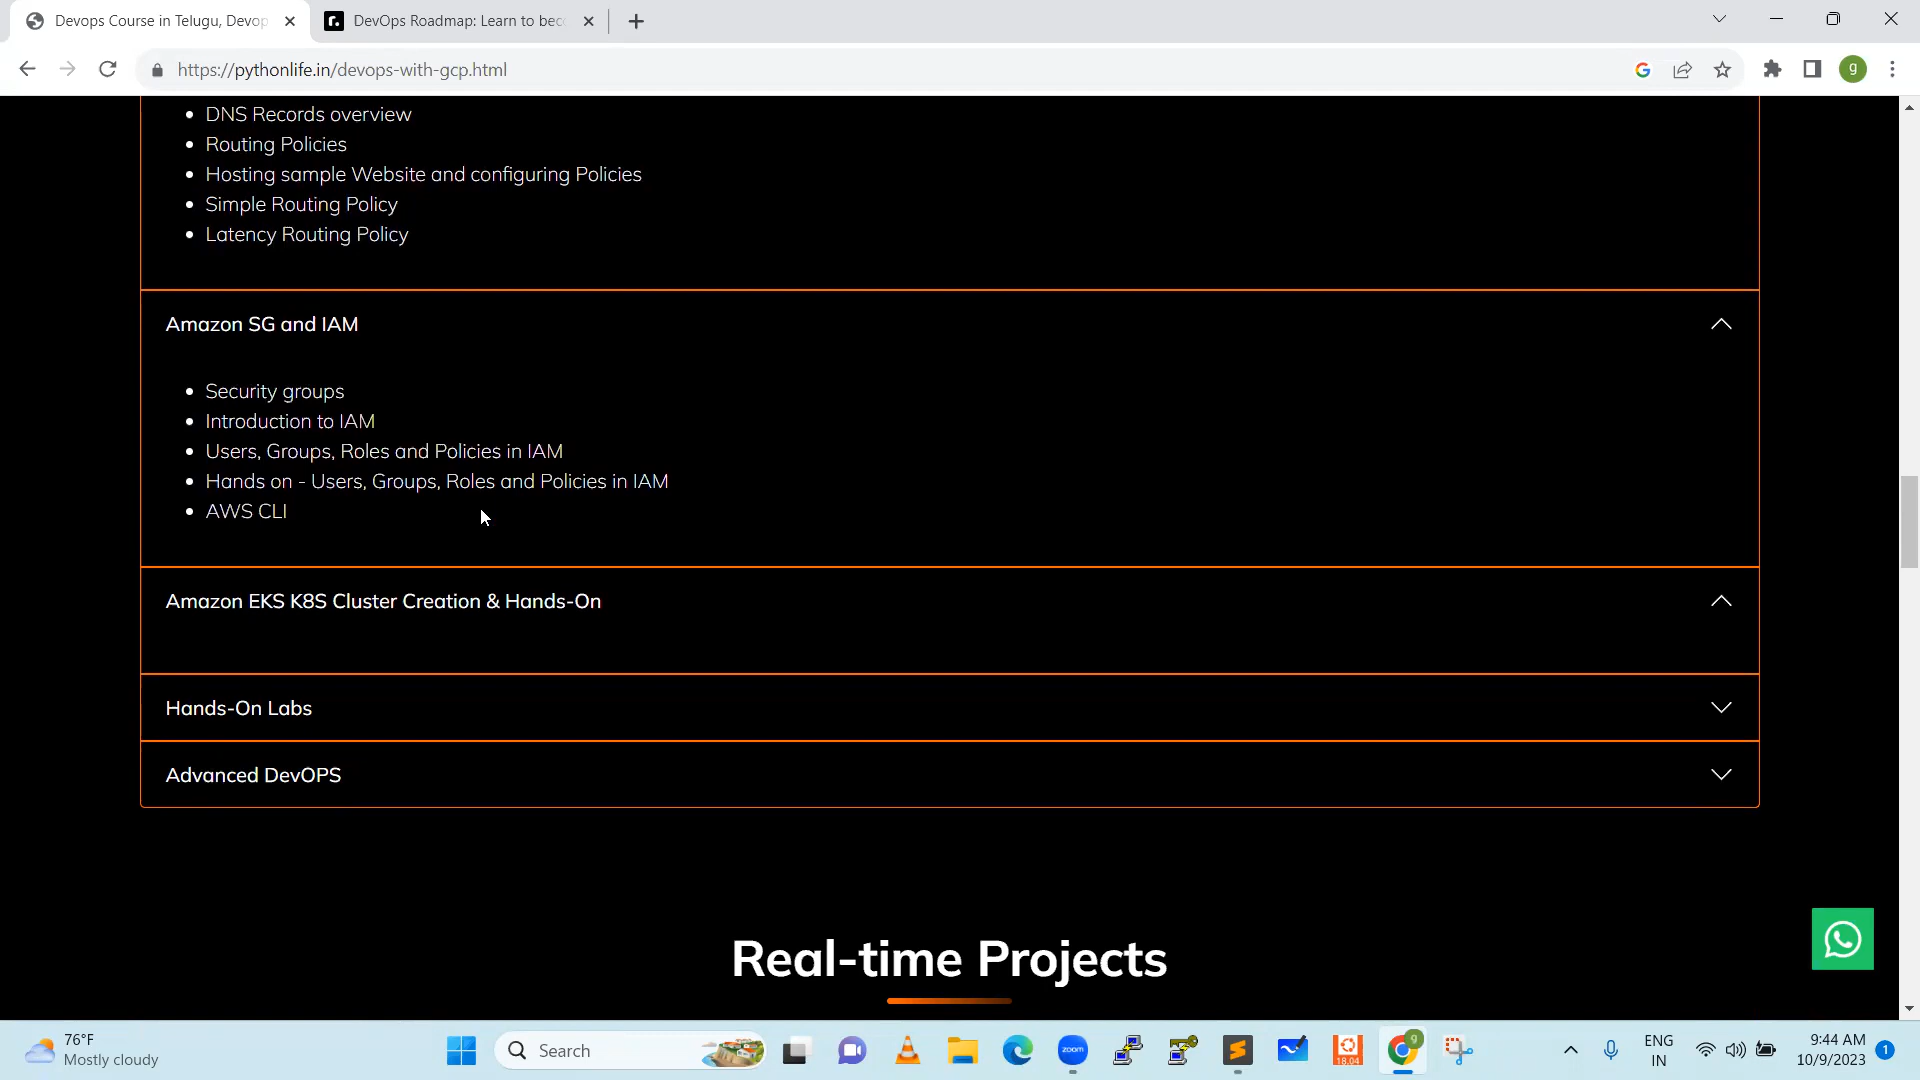 Devops Course in Telugu, Devop
DevOps Roadmap: Learn to bec
https://pythonlife.in/devops-with-gcp.html
g
DNS Records overview
Routing Policies
Hosting sample Website and configuring Policies
Simple Routing Policy
Latency Routing Policy
Amazon SG and IAM
Security groups
Introduction to IAM
Users, Groups, Roles and Policies in IAM
Hands on - Users, Groups, Roles and Policies in IAM
AWS CLI
Amazon EKS K8S Cluster Creation & Hands-On
Hands-On Labs
Advanced DevOPS
Real-time Projects
76°F
Mostly cloudy
Search
zoom
18.04
g
ENG
IN
9:44 AM
10/9/2023
1